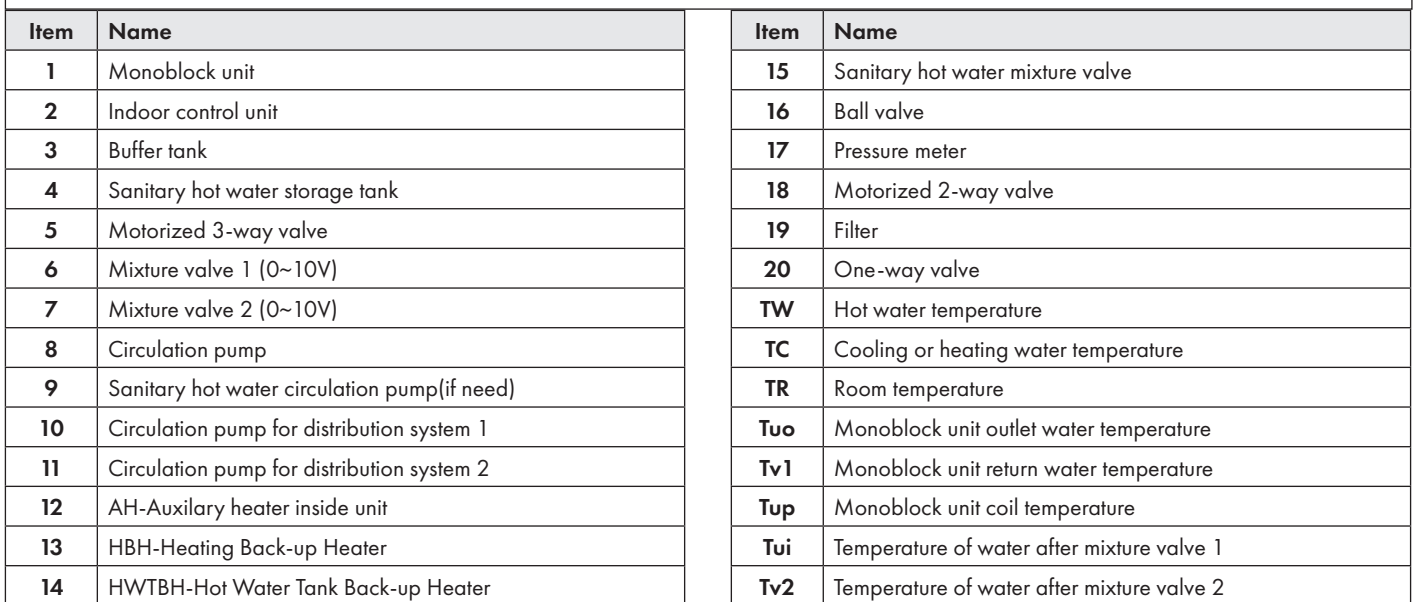 Item Name
1 Monoblock unit
2 Indoor control unit
3 Buffer tank
4 Sanitary hot water storage tank
5 Motorized 3-way valve
6 Mixture valve 1 (0~10V)
7 Mixture valve 2 (0~10V)
8 Circulation pump
9 Sanitary hot water circulation pump(if need)
10 Circulation pump for distribution system 1
11 Circulation pump for distribution system 2
12 AH-Auxilary heater inside unit
13 HBH-Heating Back-up Heater
14 HWTBH-Hot Water Tank Back-up Heater
Item Name
15 Sanitary hot water mixture valve
16 Ball valve
17 Pressure meter
18 Motorized 2-way valve
19 Filter
20 One-way valve
TW Hot water temperature
TC Cooling or heating water temperature
TR Room temperature
Tuo Monoblock unit outlet water temperature
Tv1 Monoblock unit return water temperature
Tup Monoblock unit coil temperature
Tui Temperature of water after mixture valve 1
Tv2 Temperature of water after mixture valve 2